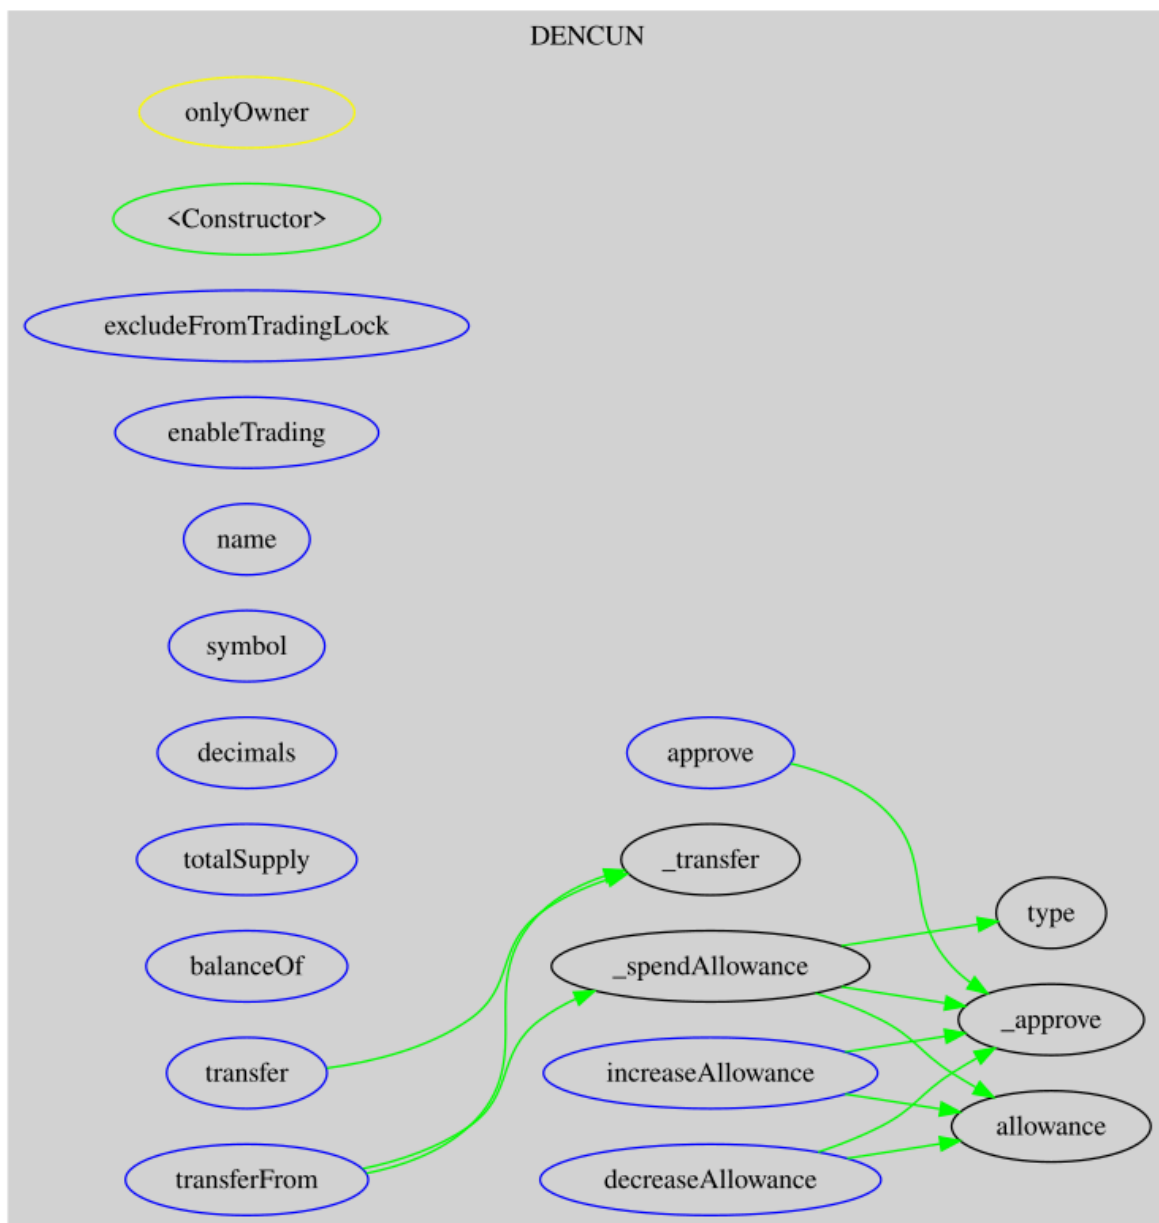 DENCUN
onlyOwner
<Constructor>
excludeFromTradingLock
enableTrading
name
symbol
decimals
approve
totalSupply
_transfer
type
balanceOf
_spendAllowance
_approve
transfer
increaseAllowance
allowance
transferFrom
decreaseAllowance